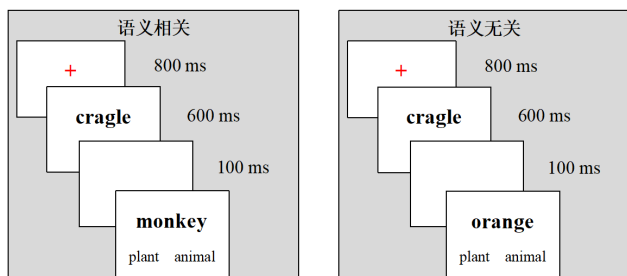 语义相关
+
800 ms
cragle
600 ms
100 ms
monkey
plant animal
语义无关
+
800 ms
cragle
600 ms
100 ms
orange
plant animal